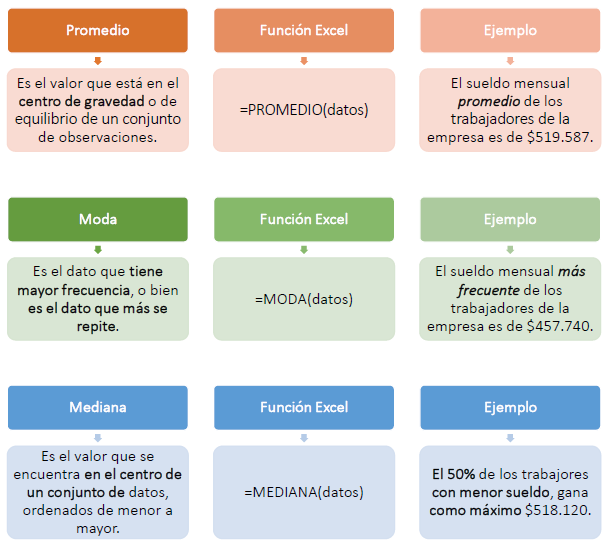 Promedio
Función Excel
Ejemplo
Es el valor que está en el
centro de gravedad o de
equilibrio de un conjunto
de observaciones.
=PROMEDIO(datos)
El sueldo mensual
promedio de los
trabajadores de la
empresa es de $519.587.
Moda
Función Excel
Ejemplo
Es el dato que tiene
mayor frecuencia, o bien
es el dato que más se
repite.
=MODA(datos)
El sueldo mensual más
frecuente de los
trabajadores de la
empresa es de $457.740.
Mediana
Función Excel
Ejemplo
Es el valor que se
encuentra en el centro de
un conjunto de datos,
ordenados de menor a
mayor.
=MEDIANA(datos)
El 50% de los trabajores
con menor sueldo, gana
como máximo $518.120.